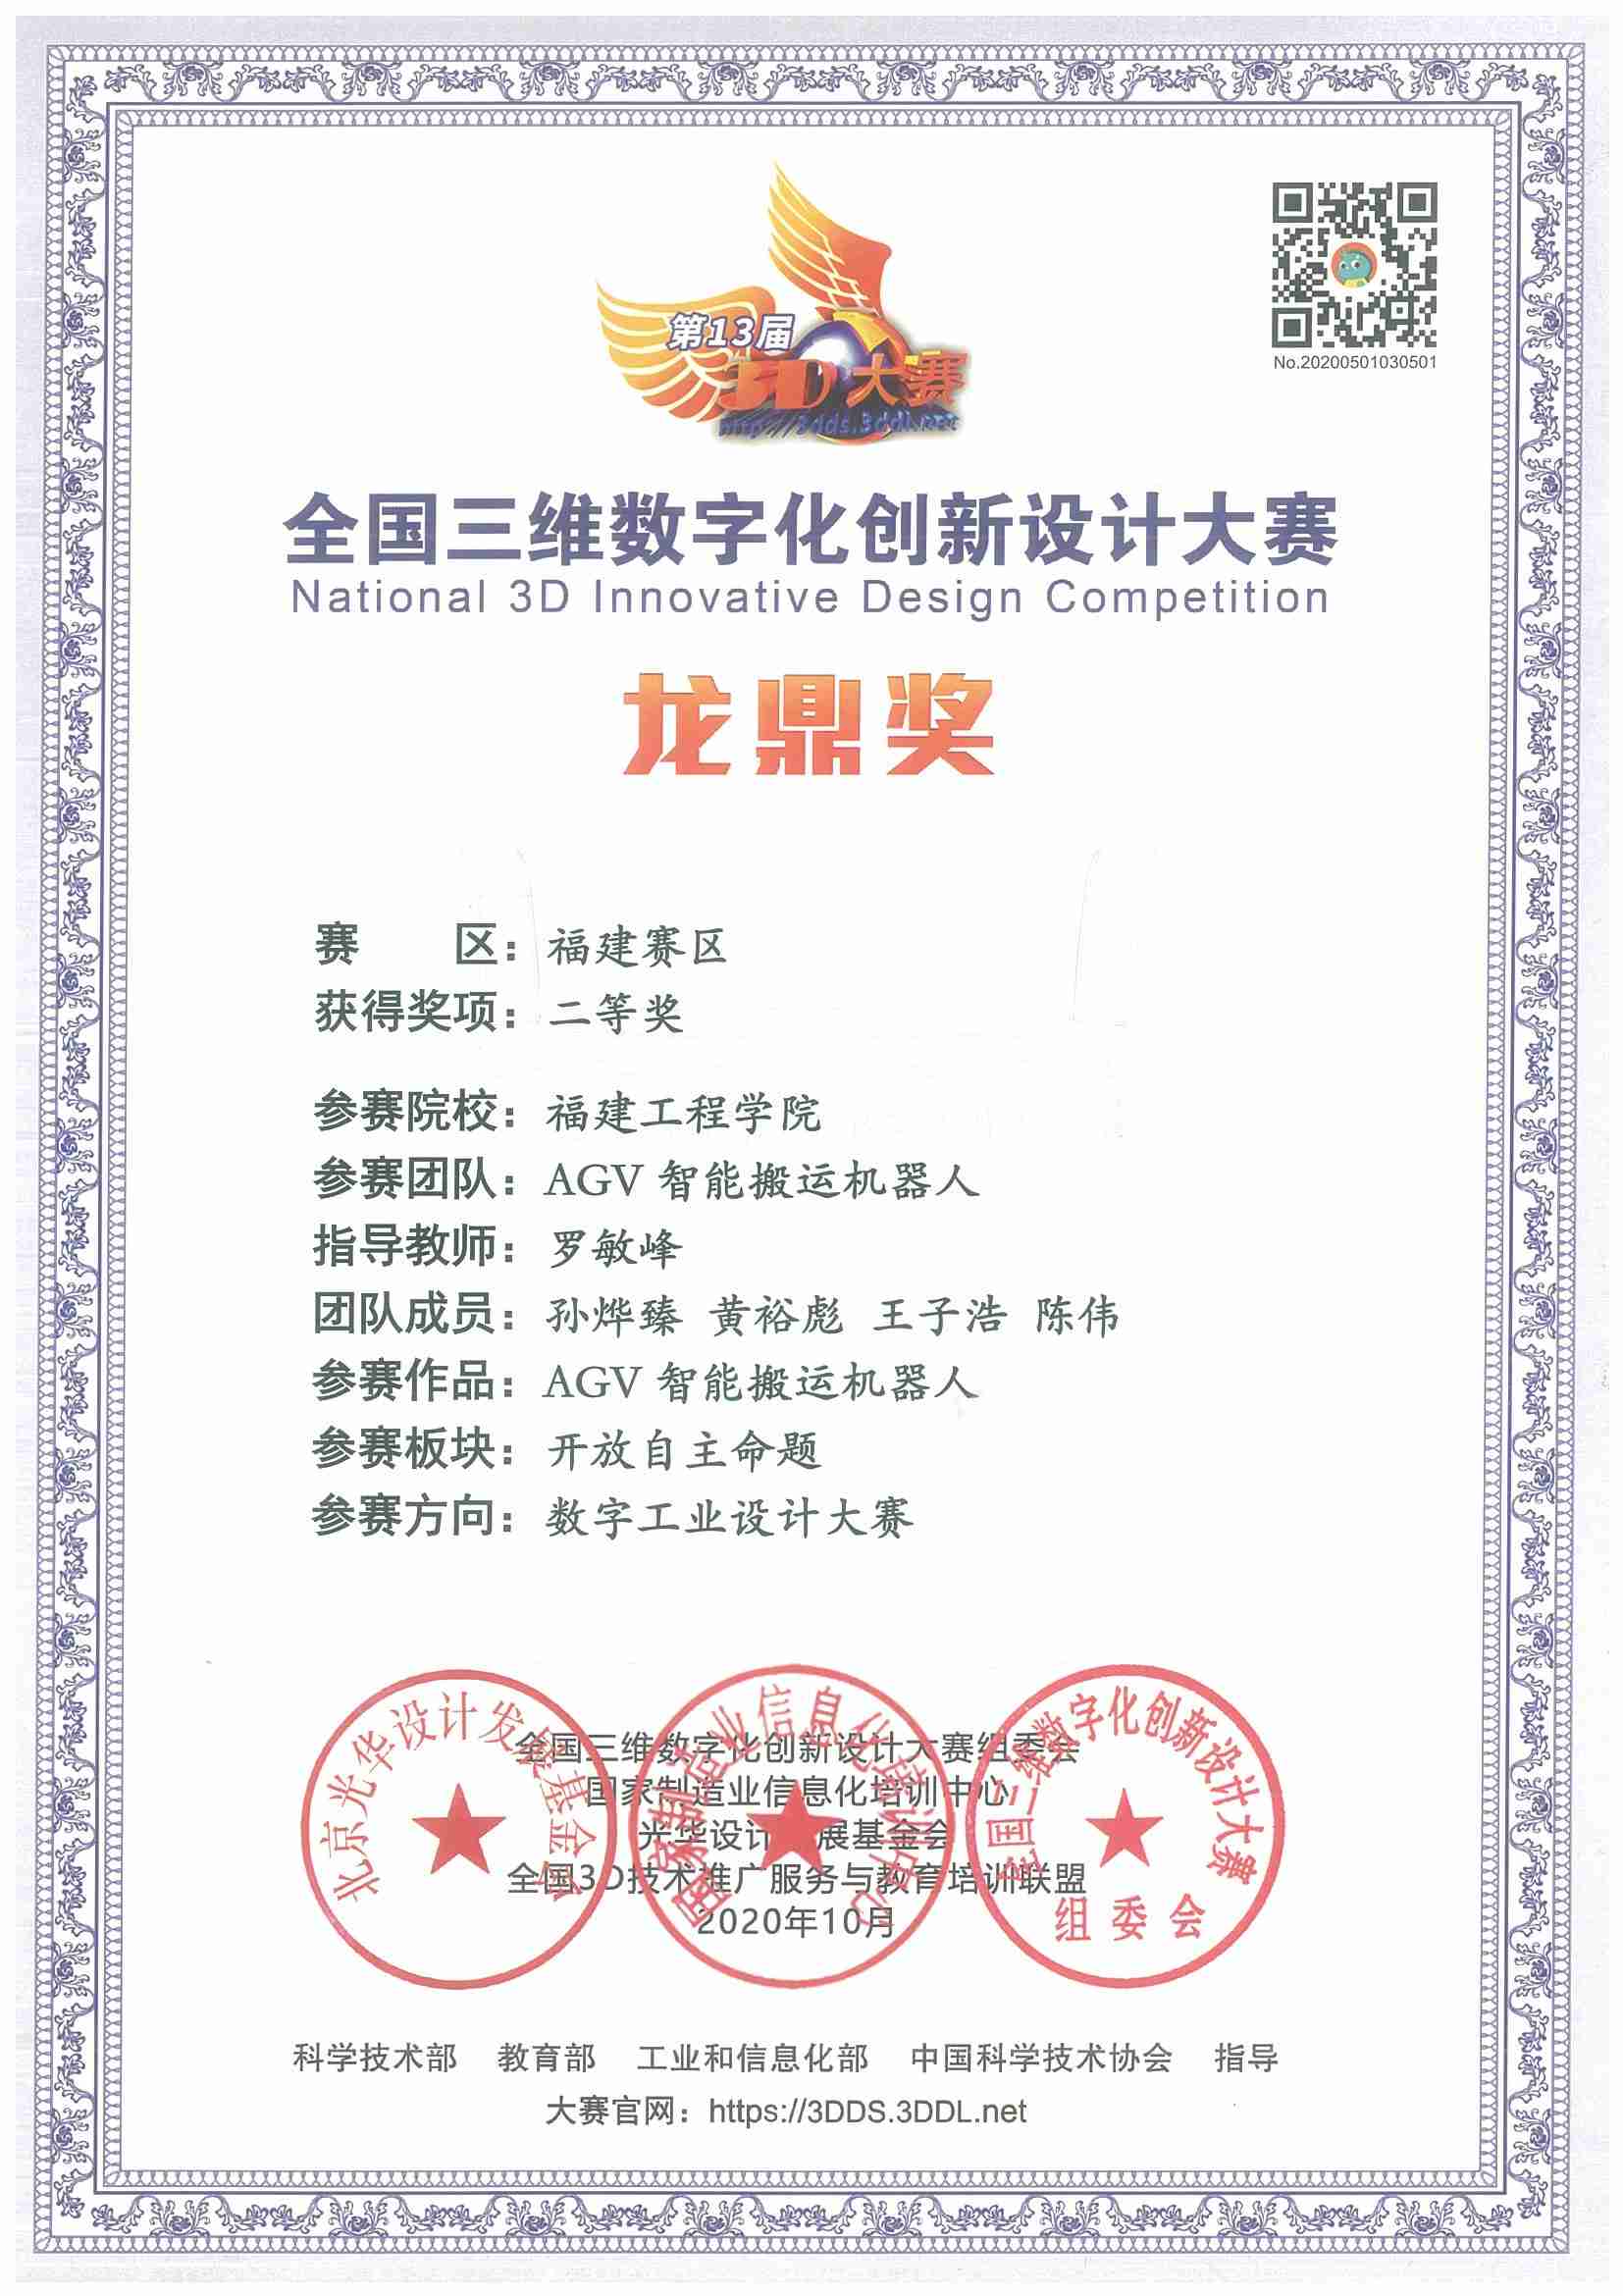 第13届
3D大赛
http://3dds.3ddl.net
No.20200501030501
全国三维数字化创新设计大赛
National 3D Innovative Design Competition
龙鼎奖
赛 区：福建赛区
获得奖项：二等奖
参赛院校：福建工程学院
参赛团队：AGV 智能搬运机器人
指导教师：罗敏峰
团队成员：孙烨臻 黄裕彪 王子浩 陈伟
参赛作品：AGV 智能搬运机器人
参赛板块：开放自主命题
参赛方向：数字工业设计大赛
北京光华设计发展基金会
国家制造业信息化培训中心
全国三维数字化创新设计大赛
组委会
全国三维数字化创新设计大赛组委会
国家制造业信息化培训中心
光华设计发展基金会
全国3D技术推广服务与教育培训联盟
2020年10月
科学技术部 教育部 工业和信息化部 中国科学技术协会 指导
大赛官网：https://3DDS.3DDL.net